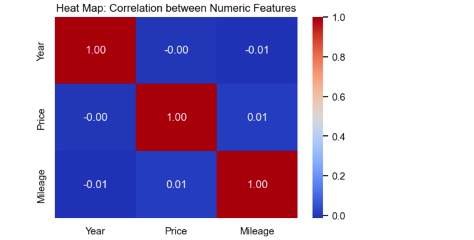 Heat Map: Correlation between Numeric Features
Year
1.00
-0.00
-0.01
Price
-0.00
1.00
0.01
Mileage
-0.01
0.01
1.00
Year
Price
Mileage
1.0
0.8
0.6
0.4
0.2
0.0